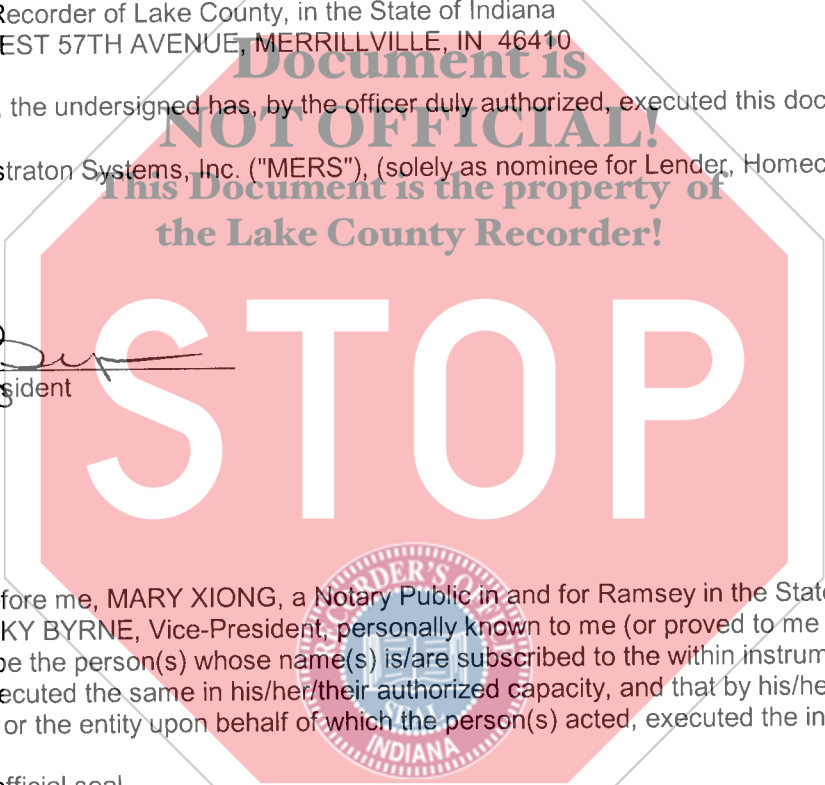 Recorder of Lake County, in the State of Indiana
EST 57TH AVENUE, MERRILLVILLE, IN 46410
Document is
, the undersigned has, by the officer duly authorized, executed this doc
NOT OFFICIAL!
straton Systems, Inc. ("MERS"), (solely as nominee for Lender, Homec
This Document is the property of
the Lake County Recorder!
STOP
sident
fore me, MARY XIONG, a Notary Public in and for Ramsey in the State
KY BYRNE, Vice-President, personally known to me (or proved to me
be the person(s) whose name(s) is/are subscribed to the within instrum
ecuted the same in his/her/their authorized capacity, and that by his/he
or the entity upon behalf of which the person(s) acted, executed the in
RECORDER'S OFFICE
SEAL
INDIANA
official seal